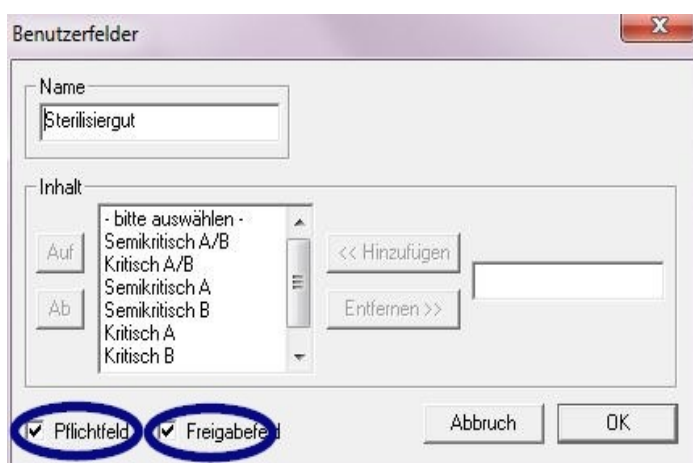 Benutzerfelder
Name
Sterilisiergut
Inhalt
Auf
Ab
- bitte auswählen -
Semikritisch A/B
Kritisch A/B
Semikritisch A
Semikritisch B
Kritisch A
Kritisch B
<< Hinzufügen
Entfernen >>
Pflichtfeld
Freigabefeld
Abbruch
OK